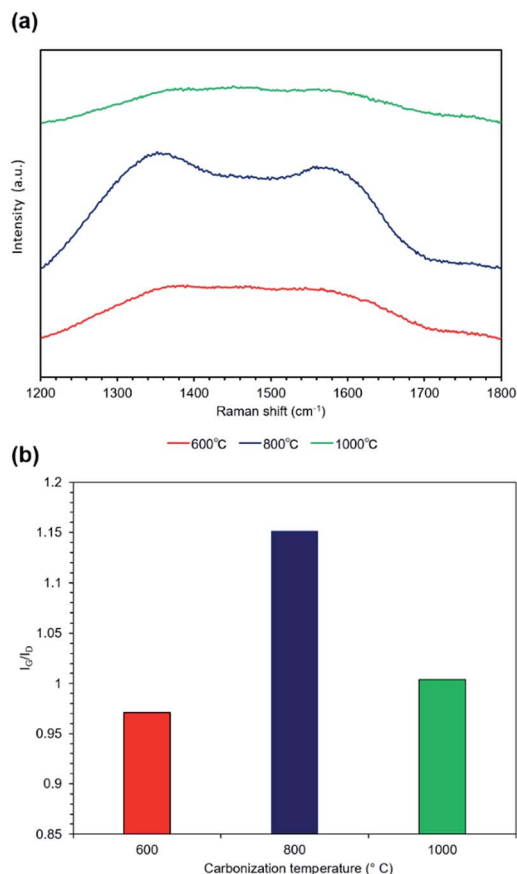 (a)
Intensity (a.u.)
1200 1300 1400 1500 1600 1700 1800
Raman shift (cm⁻¹)
600℃ 800℃ 1000℃
(b)
1.2
1.15
1.1
1.05
1
0.95
0.9
0.85
I_G/I_D
600 800 1000
Carbonization temperature (° C)